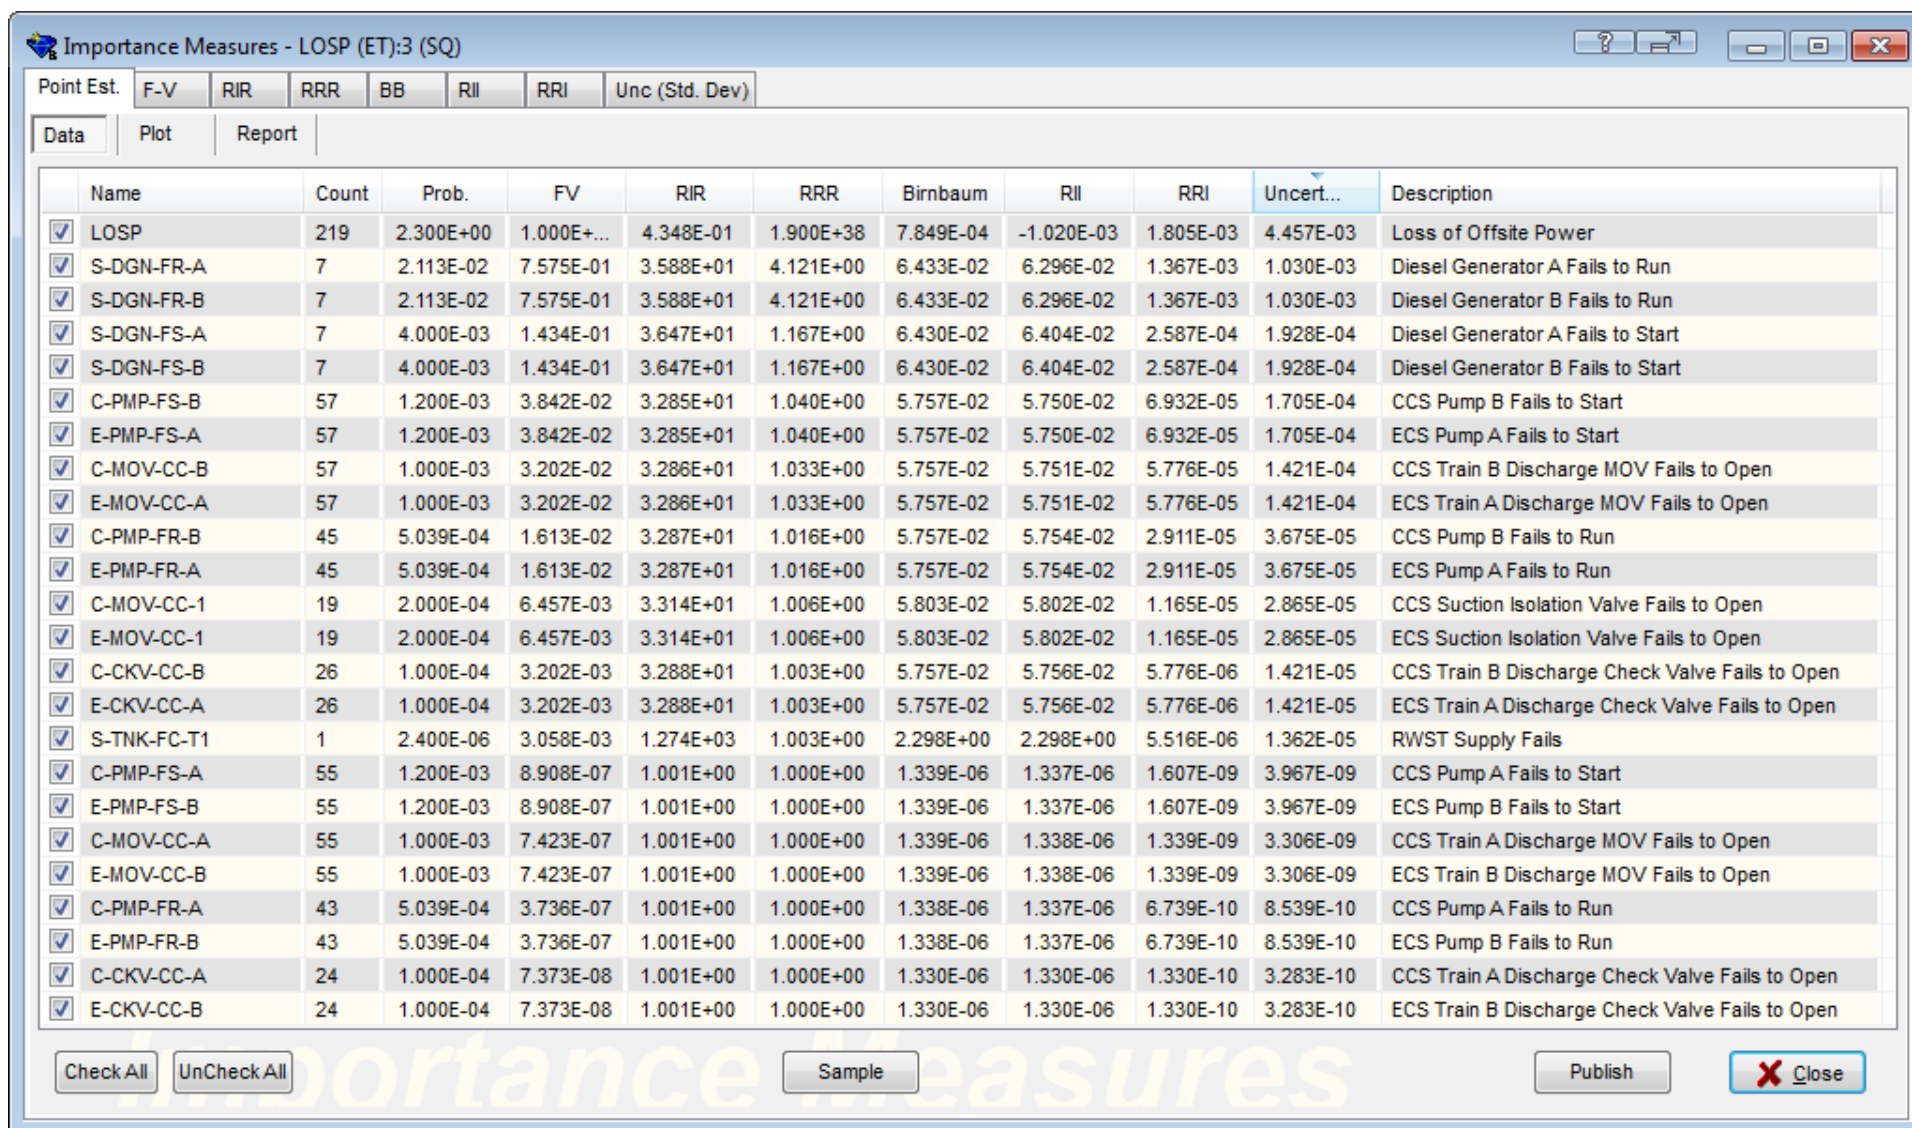 Importance Measures - LOSP (ET):3 (SQ)
Point Est. F-V RIR RRR BB RII RRI Unc (Std. Dev)
Data Plot Report
Name Count Prob. FV RIR RRR Birnbaum RII RRI Uncert... Description
LOSP 219 2.300E+00 1.000E+... 4.348E-01 1.900E+38 7.849E-04 -1.020E-03 1.805E-03 4.457E-03 Loss of Offsite Power
S-DGN-FR-A 7 2.113E-02 7.575E-01 3.588E+01 4.121E+00 6.433E-02 6.296E-02 1.367E-03 1.030E-03 Diesel Generator A Fails to Run
S-DGN-FR-B 7 2.113E-02 7.575E-01 3.588E+01 4.121E+00 6.433E-02 6.296E-02 1.367E-03 1.030E-03 Diesel Generator B Fails to Run
S-DGN-FS-A 7 4.000E-03 1.434E-01 3.647E+01 1.167E+00 6.430E-02 6.404E-02 2.587E-04 1.928E-04 Diesel Generator A Fails to Start
S-DGN-FS-B 7 4.000E-03 1.434E-01 3.647E+01 1.167E+00 6.430E-02 6.404E-02 2.587E-04 1.928E-04 Diesel Generator B Fails to Start
C-PMP-FS-B 57 1.200E-03 3.842E-02 3.285E+01 1.040E+00 5.757E-02 5.750E-02 6.932E-05 1.705E-04 CCS Pump B Fails to Start
E-PMP-FS-A 57 1.200E-03 3.842E-02 3.285E+01 1.040E+00 5.757E-02 5.750E-02 6.932E-05 1.705E-04 ECS Pump A Fails to Start
C-MOV-CC-B 57 1.000E-03 3.202E-02 3.286E+01 1.033E+00 5.757E-02 5.751E-02 5.776E-05 1.421E-04 CCS Train B Discharge MOV Fails to Open
E-MOV-CC-A 57 1.000E-03 3.202E-02 3.286E+01 1.033E+00 5.757E-02 5.751E-02 5.776E-05 1.421E-04 ECS Train A Discharge MOV Fails to Open
C-PMP-FR-B 45 5.039E-04 1.613E-02 3.287E+01 1.016E+00 5.757E-02 5.754E-02 2.911E-05 3.675E-05 CCS Pump B Fails to Run
E-PMP-FR-A 45 5.039E-04 1.613E-02 3.287E+01 1.016E+00 5.757E-02 5.754E-02 2.911E-05 3.675E-05 ECS Pump A Fails to Run
C-MOV-CC-1 19 2.000E-04 6.457E-03 3.314E+01 1.006E+00 5.803E-02 5.802E-02 1.165E-05 2.865E-05 CCS Suction Isolation Valve Fails to Open
E-MOV-CC-1 19 2.000E-04 6.457E-03 3.314E+01 1.006E+00 5.803E-02 5.802E-02 1.165E-05 2.865E-05 ECS Suction Isolation Valve Fails to Open
C-CKV-CC-B 26 1.000E-04 3.202E-03 3.288E+01 1.003E+00 5.757E-02 5.756E-02 5.776E-06 1.421E-05 CCS Train B Discharge Check Valve Fails to Open
E-CKV-CC-A 26 1.000E-04 3.202E-03 3.288E+01 1.003E+00 5.757E-02 5.756E-02 5.776E-06 1.421E-05 ECS Train A Discharge Check Valve Fails to Open
S-TNK-FC-T1 1 2.400E-06 3.058E-03 1.274E+03 1.003E+00 2.298E+00 2.298E+00 5.516E-06 1.362E-05 RWST Supply Fails
C-PMP-FS-A 55 1.200E-03 8.908E-07 1.001E+00 1.000E+00 1.339E-06 1.337E-06 1.607E-09 3.967E-09 CCS Pump A Fails to Start
E-PMP-FS-B 55 1.200E-03 8.908E-07 1.001E+00 1.000E+00 1.339E-06 1.337E-06 1.607E-09 3.967E-09 ECS Pump B Fails to Start
C-MOV-CC-A 55 1.000E-03 7.423E-07 1.001E+00 1.000E+00 1.339E-06 1.338E-06 1.339E-09 3.306E-09 CCS Train A Discharge MOV Fails to Open
E-MOV-CC-B 55 1.000E-03 7.423E-07 1.001E+00 1.000E+00 1.339E-06 1.338E-06 1.339E-09 3.306E-09 ECS Train B Discharge MOV Fails to Open
C-PMP-FR-A 43 5.039E-04 3.736E-07 1.001E+00 1.000E+00 1.338E-06 1.337E-06 6.739E-10 8.539E-10 CCS Pump A Fails to Run
E-PMP-FR-B 43 5.039E-04 3.736E-07 1.001E+00 1.000E+00 1.338E-06 1.337E-06 6.739E-10 8.539E-10 ECS Pump B Fails to Run
C-CKV-CC-A 24 1.000E-04 7.373E-08 1.001E+00 1.000E+00 1.330E-06 1.330E-06 1.330E-10 3.283E-10 CCS Train A Discharge Check Valve Fails to Open
E-CKV-CC-B 24 1.000E-04 7.373E-08 1.001E+00 1.000E+00 1.330E-06 1.330E-06 1.330E-10 3.283E-10 ECS Train B Discharge Check Valve Fails to Open
Importance Measures
Check All UnCheck All Sample Publish Close